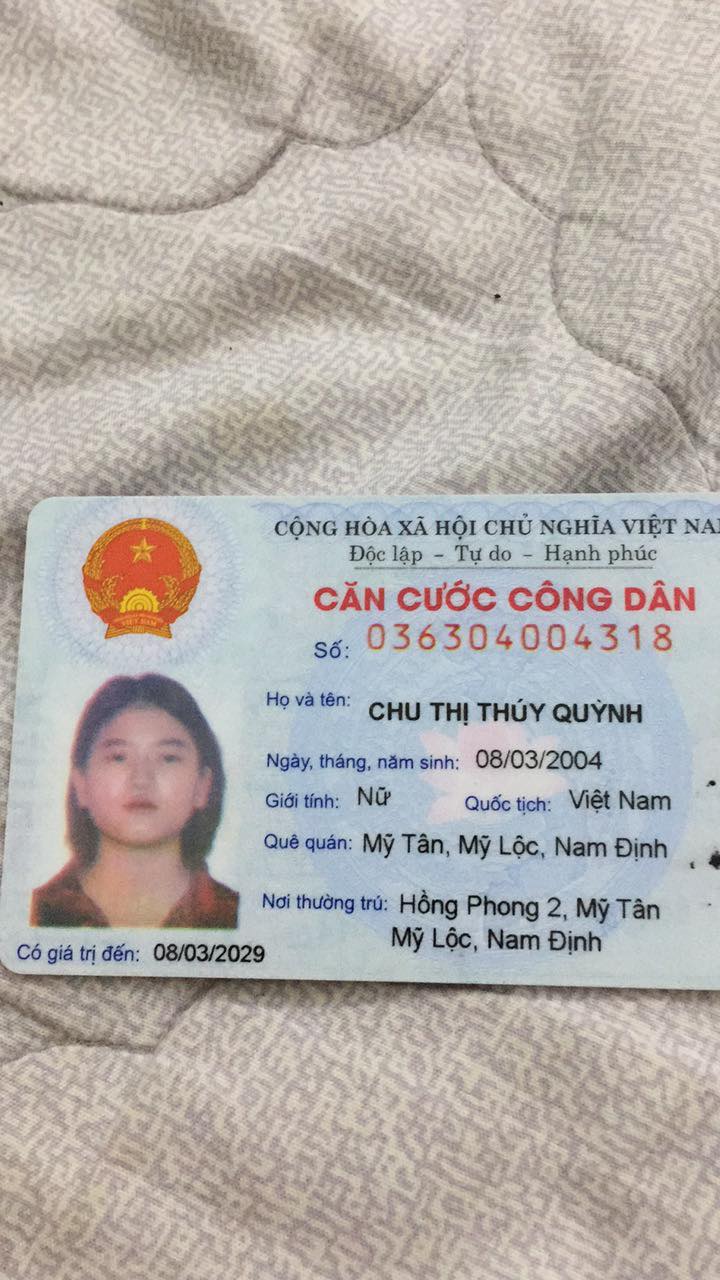 CỘNG HÒA XÃ HỘI CHỦ NGHĨA VIỆT NA
Độc lập - Tự do - Hạnh phúc
CĂN CƯỚC CÔNG DÂN
Số: 036304004318
Họ và tên: CHU THỊ THÚY QUỲNH
Ngày, tháng, năm sinh: 08/03/2004
Giới tính: Nữ Quốc tịch: Việt Nam
Quê quán: Mỹ Tân, Mỹ Lộc, Nam Định
Nơi thường trú: Hồng Phong 2, Mỹ Tân
Mỹ Lộc, Nam Định
Có giá trị đến: 08/03/2029